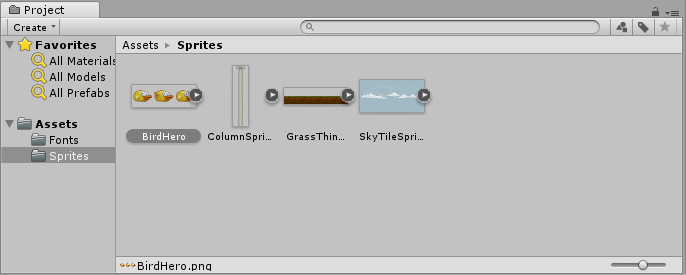 Project
Create
Favorites
All Materials
All Models
All Prefabs
Assets
Fonts
Sprites
Assets ▸ Sprites
BirdHero
ColumnSpri...
GrassThin...
SkyTileSpri...
BirdHero.png